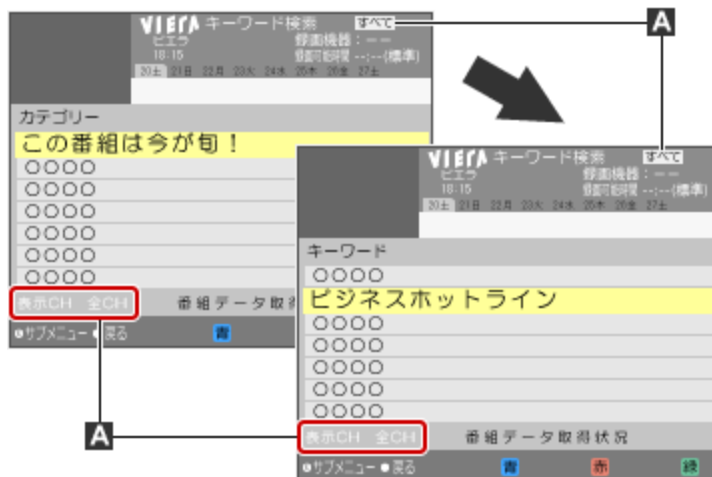 VIERA キーワード検索 すべて
ビエラ 録画機器：－－
18:15 録画可能時間 --:--(標準)
20土 21日 22月 23火 24水 25木 26金 27土
カテゴリー
この番組は今が旬！
○○○○
○○○○
○○○○
○○○○
○○○○
○○○○
表示CH 全CH 番組データ取得
サブメニュー 戻る 青
A
VIERA キーワード検索 すべて
ビエラ 録画機器：－－
18:15 録画可能時間 --:--(標準)
20土 21日 22月 23火 24水 25木 26金 27土
キーワード
○○○○
ビジネスホットライン
○○○○
○○○○
○○○○
○○○○
○○○○
表示CH 全CH 番組データ取得状況
サブメニュー 戻る 青 赤 緑
A